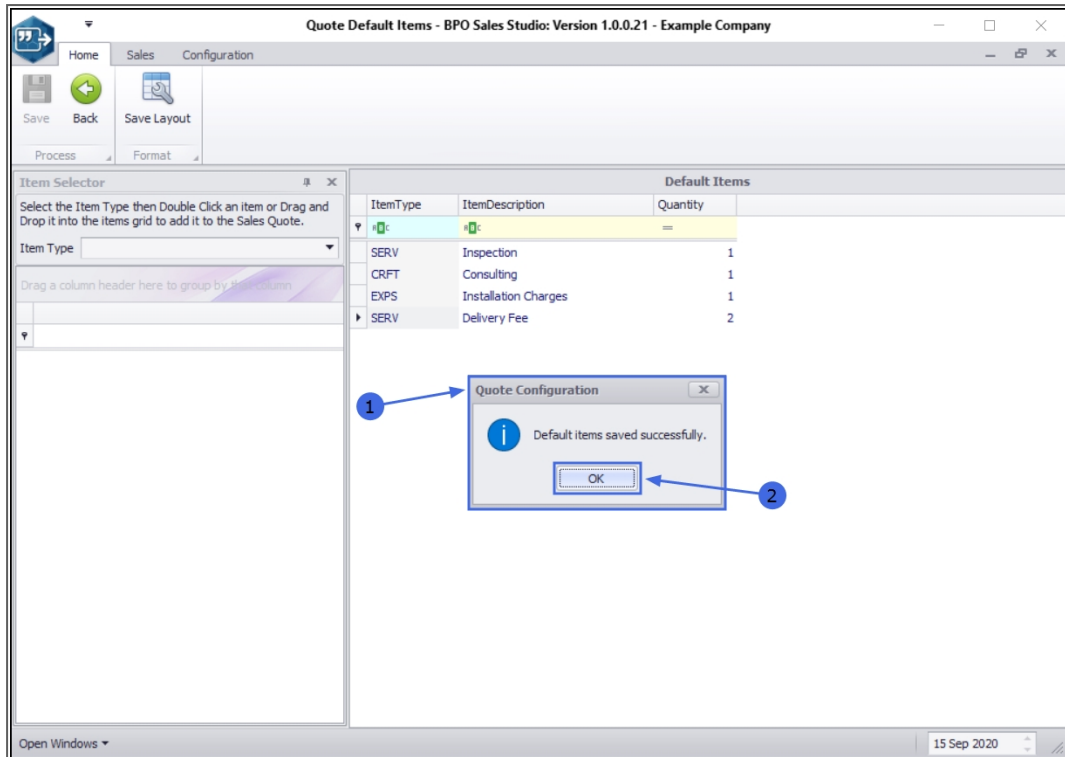 Quote Default Items - BPO Sales Studio: Version 1.0.0.21 - Example Company
Home Sales Configuration
Save Back Save Layout
Process Format
Item Selector
Select the Item Type then Double Click an item or Drag and
Drop it into the items grid to add it to the Sales Quote.
Item Type
Drag a column header here to group by that column
Default Items
ItemType ItemDescription Quantity
=
SERV Inspection 1
CRFT Consulting 1
EXPS Installation Charges 1
SERV Delivery Fee 2
1
Quote Configuration
Default items saved successfully.
OK
2
Open Windows
15 Sep 2020